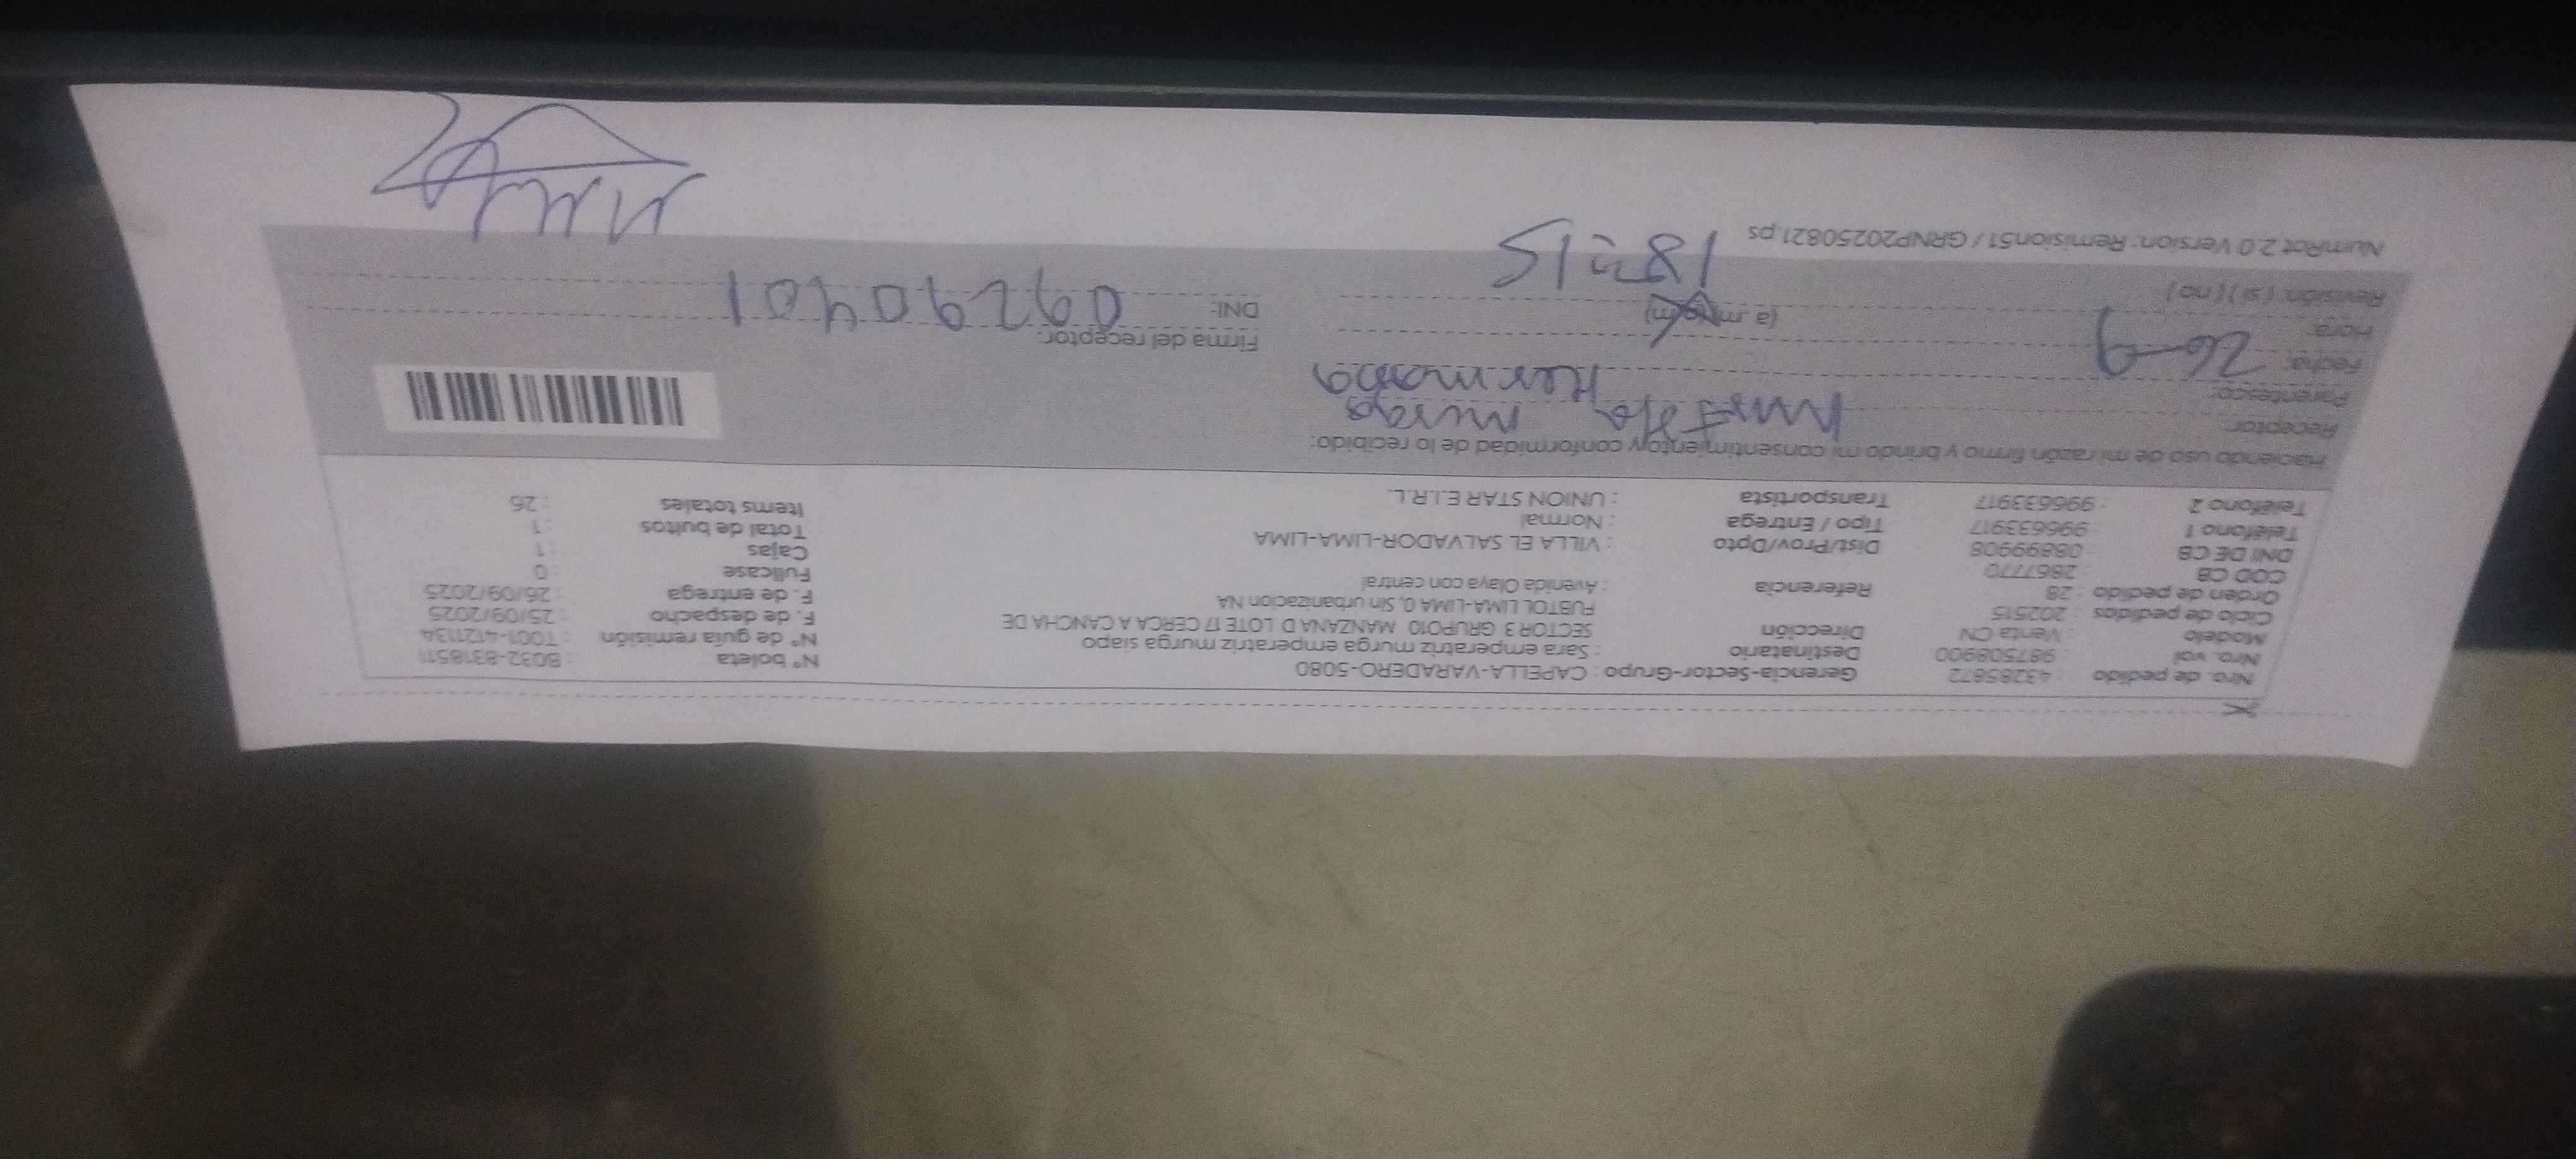 Nro. de pedido : 43285872 Gerencia-Sector-Grupo : CAPELLA-VARADERO-5080 N° boleta : B032-8318511
Nro. val : 987508900 Destinatario : Sara emperatriz murga emperatriz murga siapo N° de guía remisión : T001-4121134
Modelo : Venta CN Dirección SECTOR 3 GRUPO10 MANZANA D LOTE 17 CERCA A CANCHA DE F. de despacho : 25/09/2025
Ciclo de pedidos : 202515 FUBTOL LIMA-LIMA 0, Sin urbanizacion NA F. de entrega : 26/09/2025
Orden de pedido : 28 Referencia : Avenida Olaya con central Fullcase : 0
COD CB : 2867770 Dist/Prov/Dpto : VILLA EL SALVADOR-LIMA-LIMA Cajas : 1
DNI DE CB : 08899908 Tipo / Entrega : Normal Total de bultos : 1
Teléfono 1 : 996633917 Transportista : UNION STAR E.I.R.L. Items totales : 26
Teléfono 2 : 996633917
Haciendo uso de mi razón firmo y brindo mi consentimiento y conformidad de lo recibido:
Receptor: murga
Parentesco: Hermana
Fecha: 26-9 Firma del receptor:
Hora: (a.m/p.m) 18:15 DNI: 09290401
Revisión: ( si ) ( no )
NumRot 2.0 Version: Remision51 / GRNP20250821.ps